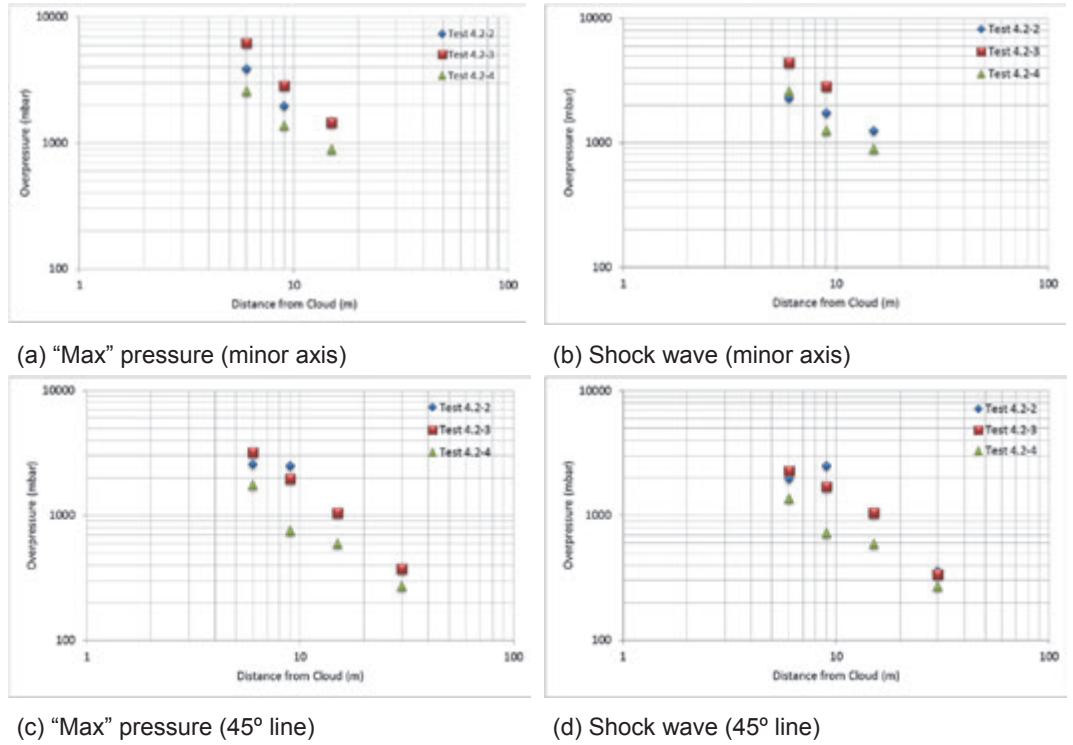 10000
1000
100
Overpressure (mbar)
1
10
100
Distance from Cloud (m)
Test 4.2-2
Test 4.2-3
Test 4.2-4
(a) “Max” pressure (minor axis)
10000
1000
100
Overpressure (mbar)
1
10
100
Distance from Cloud (m)
Test 4.2-2
Test 4.2-3
Test 4.2-4
(b) Shock wave (minor axis)
10000
1000
100
Overpressure (mbar)
1
10
100
Distance from Cloud (m)
Test 4.2-2
Test 4.2-3
Test 4.2-4
(c) “Max” pressure (45º line)
10000
1000
100
Overpressure (mbar)
1
10
100
Distance from Cloud (m)
Test 4.2-2
Test 4.2-3
Test 4.2-4
(d) Shock wave (45º line)